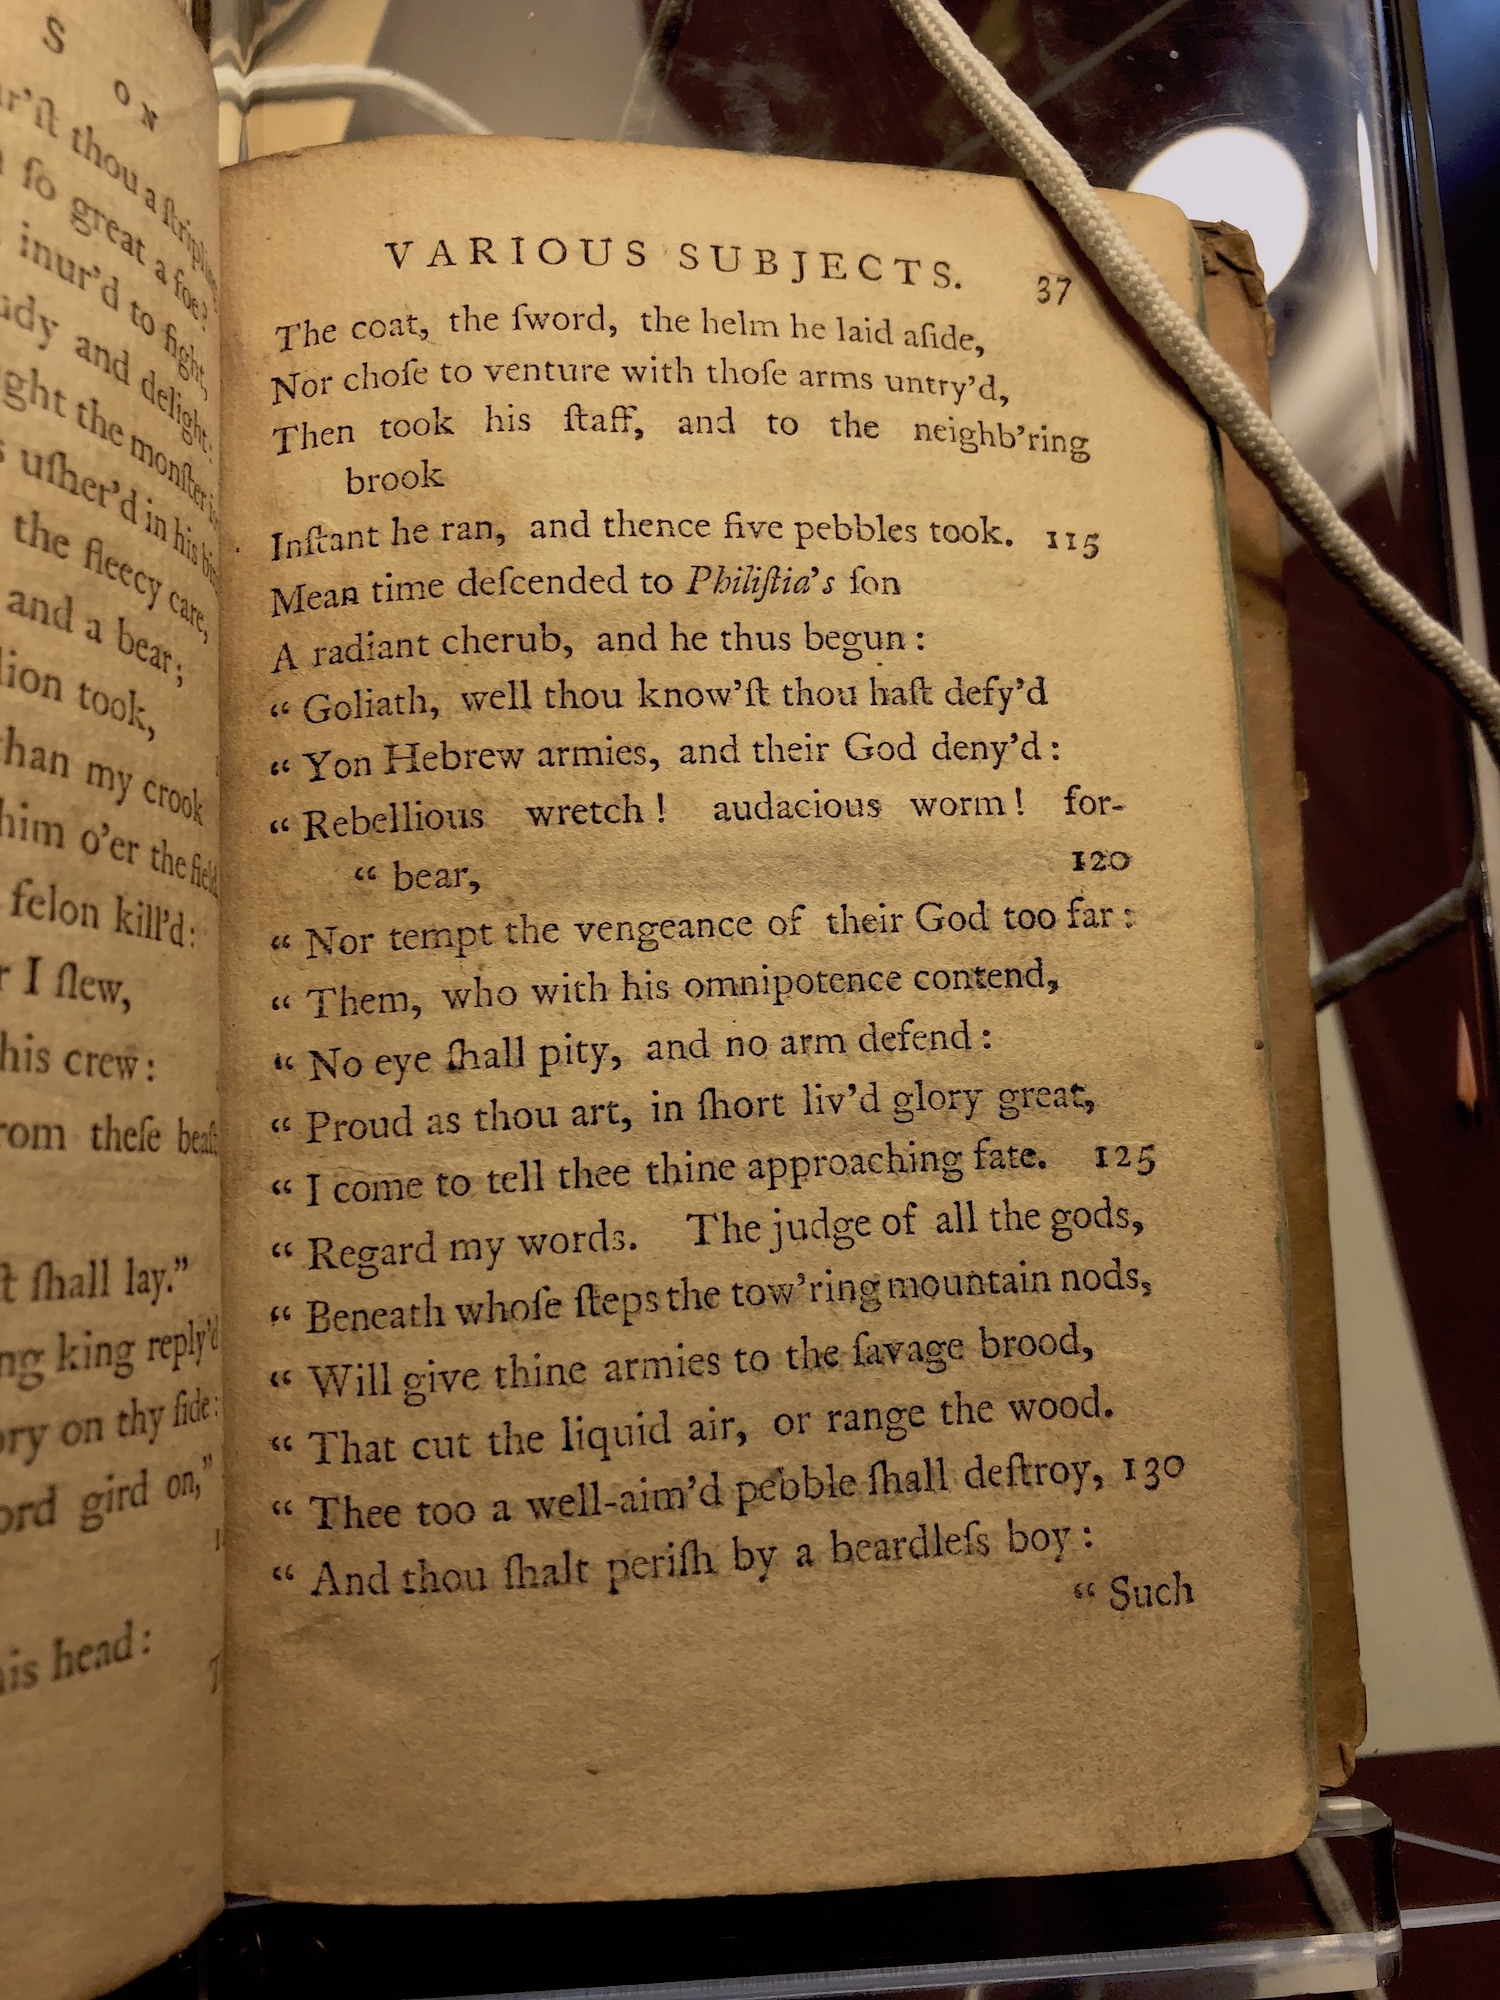 S
ON
r'ſt thou a ſtripling
ſo great a foe?
inur'd to fight,
udy and delight:
ght the monſter
uſher'd in his
the fleecy care,
and a bear;
lion took,
than my crook
him o'er the field
felon kill'd:
I ſlew,
his crew:
rom theſe beaſt
ſhall lay."
ng king reply'd
ory on thy ſide:
ord gird on,"
his head:
VARIOUS SUBJECTS. 37
The coat, the ſword, the helm he laid aſide,
Nor choſe to venture with thoſe arms untry'd,
Then took his ſtaff, and to the neighb'ring
brook
Inſtant he ran, and thence five pebbles took. 115
Mean time deſcended to Philiſtia's ſon
A radiant cherub, and he thus begun:
“ Goliath, well thou know'ſt thou haſt defy'd
“ Yon Hebrew armies, and their God deny'd:
“ Rebellious wretch! audacious worm! for-
“ bear, 120
“ Nor tempt the vengeance of their God too far:
“ Them, who with his omnipotence contend,
“ No eye ſhall pity, and no arm defend:
“ Proud as thou art, in ſhort liv'd glory great,
“ I come to tell thee thine approaching fate. 125
“ Regard my words. The judge of all the gods,
“ Beneath whoſe ſteps the tow'ring mountain nods,
“ Will give thine armies to the ſavage brood,
“ That cut the liquid air, or range the wood.
“ Thee too a well-aim'd pebble ſhall deſtroy, 130
“ And thou ſhalt periſh by a beardleſs boy:
“ Such